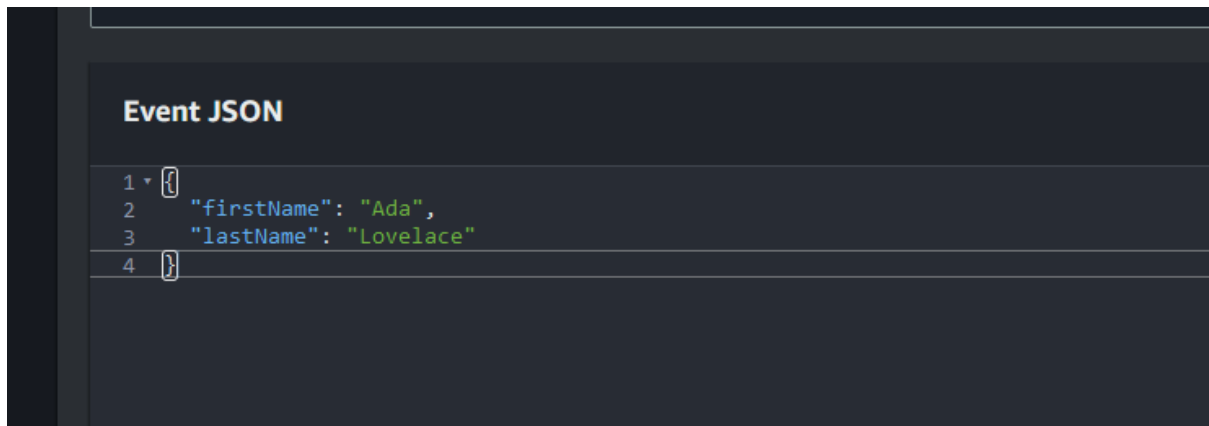 Event JSON
1 {
2 "firstName": "Ada",
3 "lastName": "Lovelace"
4 }